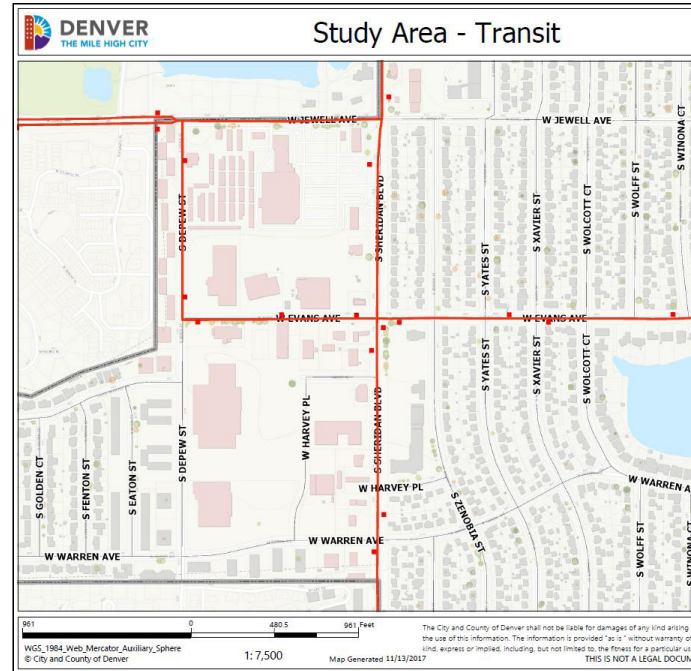 DENVER
THE MILE HIGH CITY
Study Area - Transit
W JEWELL AVE
W JEWELL AVE
S WINONA CT
S WOLFF ST
S DEPEW ST
S SHERIDAN BLVD
S XAVIER ST
S WOLCOTT CT
S YATES ST
W EVANS AVE
W EVANS AVE
S YATES ST
S XAVIER ST
S WOLCOTT CT
W HARVEY PL
S SHERIDAN BLVD
S DEPEW ST
S GOLDEN CT
S FENTON ST
S EATON ST
W HARVEY PL
W WARREN A
S ZENOBIA ST
S WOLFF ST
S WINONA CT
W WARREN AVE
W WARREN AVE
961 0 480.5 961 Feet
WGS_1984_Web_Mercator_Auxiliary_Sphere
© City and County of Denver
1: 7,500
Map Generated 11/13/2017
The City and County of Denver shall not be liable for damages of any kind arising
the use of this information. The information is provided "as is" without warranty of
kind, express or implied, including, but not limited to, the fitness for a particular us
THIS IS NOT A LEGAL DOCUM